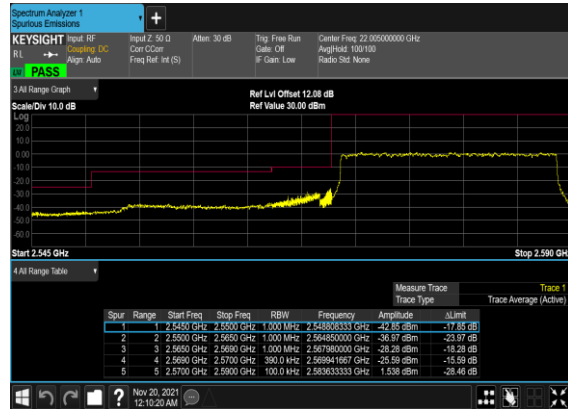 Spectrum Analyzer 1
Spurious Emissions
+
KEYSIGHT Input: RF Input Z: 50 Ω Atten: 30 dB Trig: Free Run Center Freq: 22.005000000 GHz
RL Coupling: DC Corr CCorr Gate: Off Avg|Hold: 100/100
Align: Auto Freq Ref: Int (S) IF Gain: Low Radio Std: None
LXI PASS
3 All Range Graph
Ref Lvl Offset 12.08 dB
Scale/Div 10.0 dB Ref Value 30.00 dBm
Log
20.0
10.0
0.00
-10.0
-20.0
-30.0
-40.0
-50.0
-60.0
Start 2.545 GHz Stop 2.590 GHz
4 All Range Table
Measure Trace Trace 1
Trace Type Trace Average (Active)
Spur Range Start Freq Stop Freq RBW Frequency Amplitude ΔLimit
1 1 2.5450 GHz 2.5500 GHz 1.000 MHz 2.548808333 GHz -42.85 dBm -17.85 dB
2 2 2.5500 GHz 2.5650 GHz 1.000 MHz 2.564850000 GHz -36.97 dBm -23.97 dB
3 3 2.5650 GHz 2.5690 GHz 1.000 MHz 2.567980000 GHz -28.28 dBm -18.28 dB
4 4 2.5690 GHz 2.5700 GHz 390.0 kHz 2.569941667 GHz -25.59 dBm -15.59 dB
5 5 2.5700 GHz 2.5900 GHz 100.0 kHz 2.583633333 GHz 1.538 dBm -28.46 dB
? Nov 20, 2021
12:10:20 AM